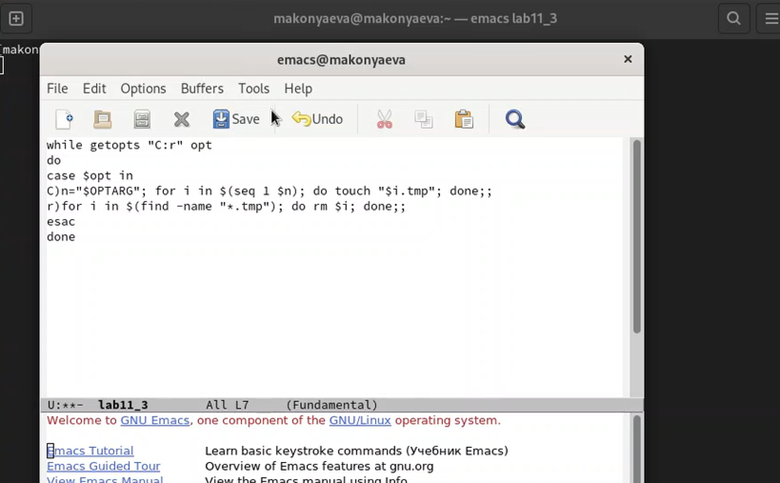 makonyaeva@makonyaeva:~ — emacs lab11_3
[makon
emacs@makonyaeva
File Edit Options Buffers Tools Help
Save Undo
while getopts "C:r" opt
do
case $opt in
C)n="$OPTARG"; for i in $(seq 1 $n); do touch "$i.tmp"; done;;
r)for i in $(find -name "*.tmp"); do rm $i; done;;
esac
done
U:**- lab11_3 All L7 (Fundamental)
Welcome to GNU Emacs, one component of the GNU/Linux operating system.
Emacs Tutorial Learn basic keystroke commands (Учебник Emacs)
Emacs Guided Tour Overview of Emacs features at gnu.org
View Emacs Manual View the Emacs manual using Info